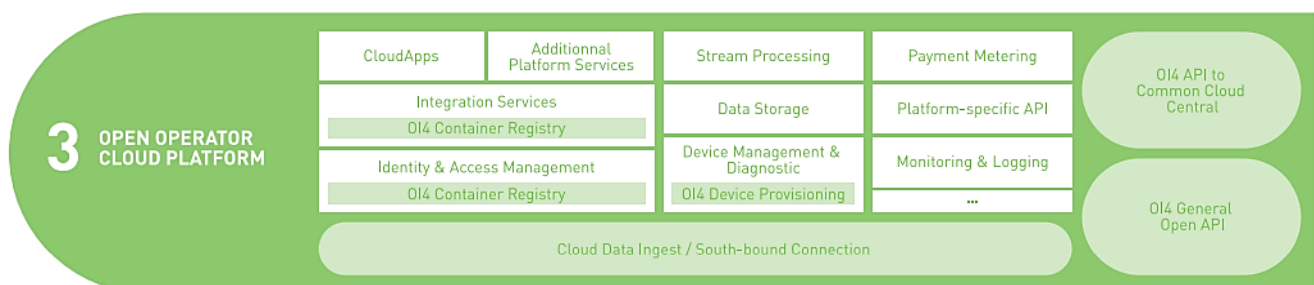 3
OPEN OPERATOR
CLOUD PLATFORM
CloudApps
Additionnal
Platform Services
Integration Services
OI4 Container Registry
Identity & Access Management
OI4 Container Registry
Stream Processing
Data Storage
Device Management &
Diagnostic
OI4 Device Provisioning
Payment Metering
Platform-specific API
Monitoring & Logging
...
Cloud Data Ingest / South-bound Connection
OI4 API to
Common Cloud
Central
OI4 General
Open API